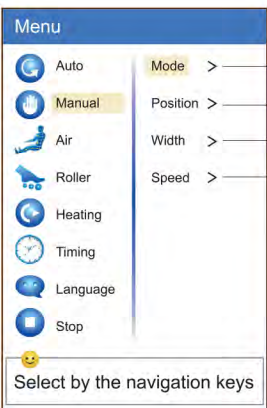 Menu
Auto
Manual
Air
Roller
Heating
Timing
Language
Stop
Mode >
Position >
Width >
Speed >
Select by the navigation keys